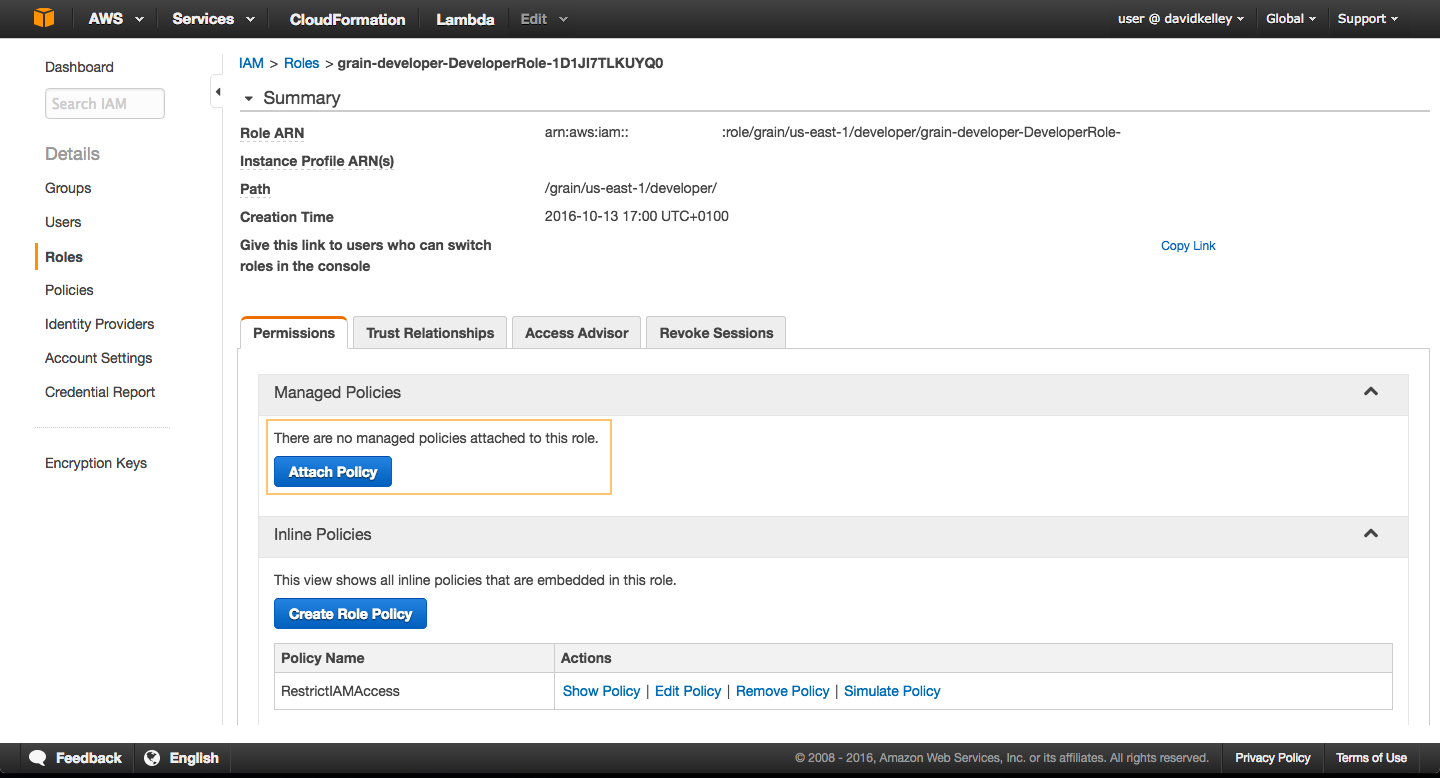 AWS Services CloudFormation Lambda Edit user @ davidkelley Global Support
Dashboard
Search IAM
Details
Groups
Users
Roles
Policies
Identity Providers
Account Settings
Credential Report
Encryption Keys
IAM > Roles > grain-developer-DeveloperRole-1D1JI7TLKUYQ0
Summary
Role ARN arn:aws:iam:: :role/grain/us-east-1/developer/grain-developer-DeveloperRole-
Instance Profile ARN(s)
Path /grain/us-east-1/developer/
Creation Time 2016-10-13 17:00 UTC+0100
Give this link to users who can switch
roles in the console
Copy Link
Permissions Trust Relationships Access Advisor Revoke Sessions
Managed Policies
There are no managed policies attached to this role.
Attach Policy
Inline Policies
This view shows all inline policies that are embedded in this role.
Create Role Policy
Policy Name Actions
RestrictIAMAccess Show Policy | Edit Policy | Remove Policy | Simulate Policy
Feedback English © 2008 - 2016, Amazon Web Services, Inc. or its affiliates. All rights reserved. Privacy Policy Terms of Use